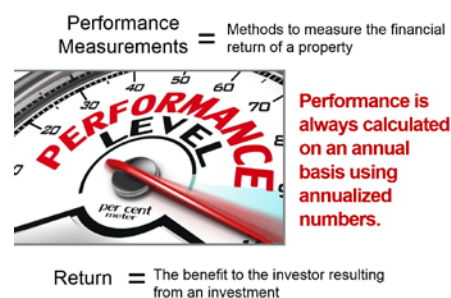 Performance
Measurements
=
Methods to measure the financial
return of a property
20
30
40
50
60
70
PERFORMANCE
LEVEL
per cent
meter
Performance is
always calculated
on an annual
basis using
annualized
numbers.
Return
=
The benefit to the investor resulting
from an investment